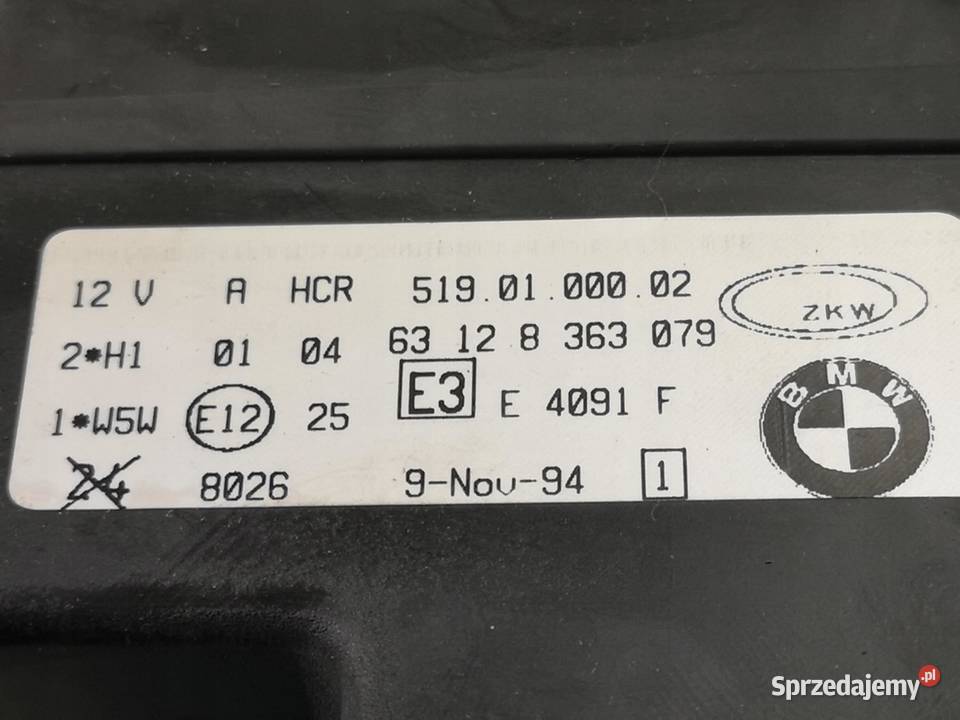 12 V A HCR 519.01.000.02
ZKW
2*H1 01 04 63 12 8 363 079
1*W5W E12 25 E3 E 4091 F
BMW
24 8026 9-Nov-94 1
Sprzedajemy.pl